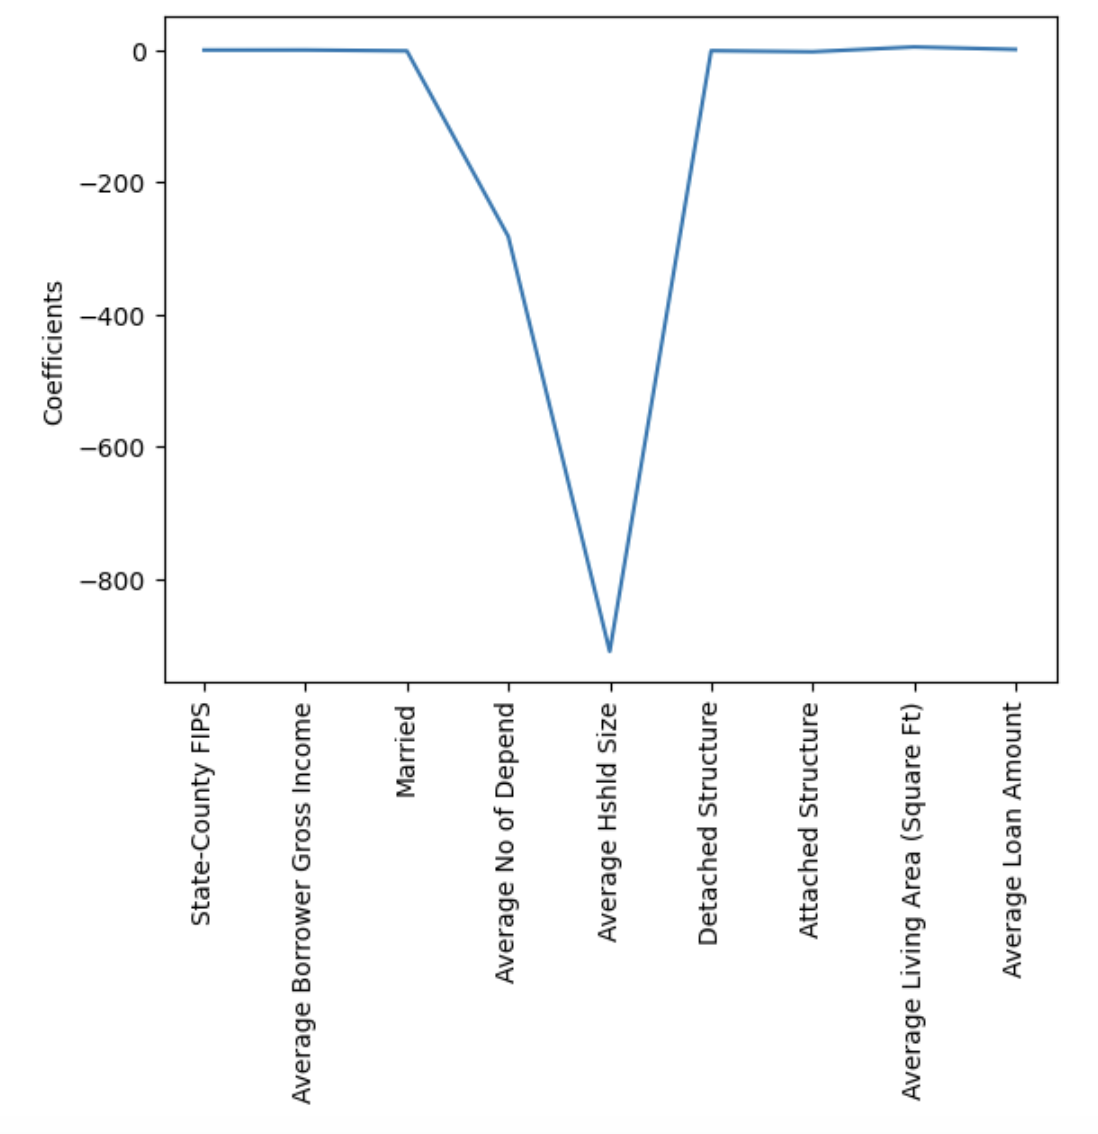 0
−200
−400
−600
−800
Coefficients
State-County FIPS
Average Borrower Gross Income
Married
Average No of Depend
Average Hshld Size
Detached Structure
Attached Structure
Average Living Area (Square Ft)
Average Loan Amount